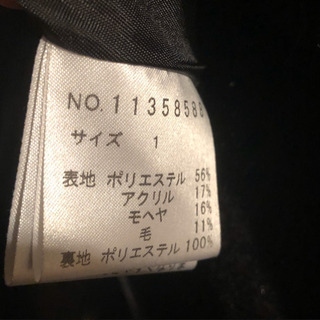 NO.11358588
サイズ 1
表地 ポリエステル 56%
アクリル 17%
モヘヤ 16%
毛 11%
裏地 ポリエステル 100%